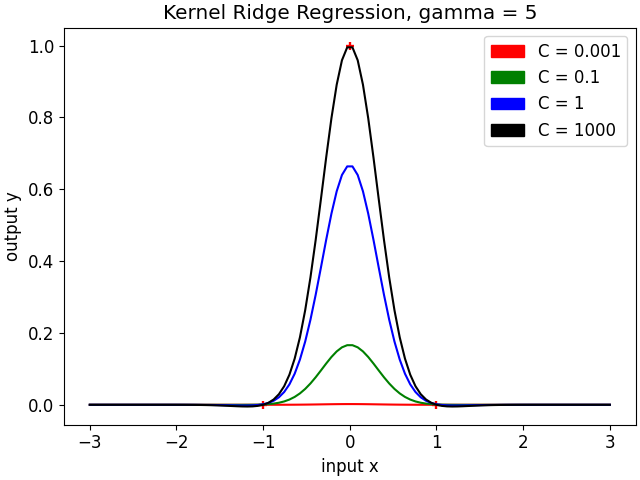 Kernel Ridge Regression, gamma = 5
C = 0.001
C = 0.1
C = 1
C = 1000
output y
1.0
0.8
0.6
0.4
0.2
0.0
−3 −2 −1 0 1 2 3
input x